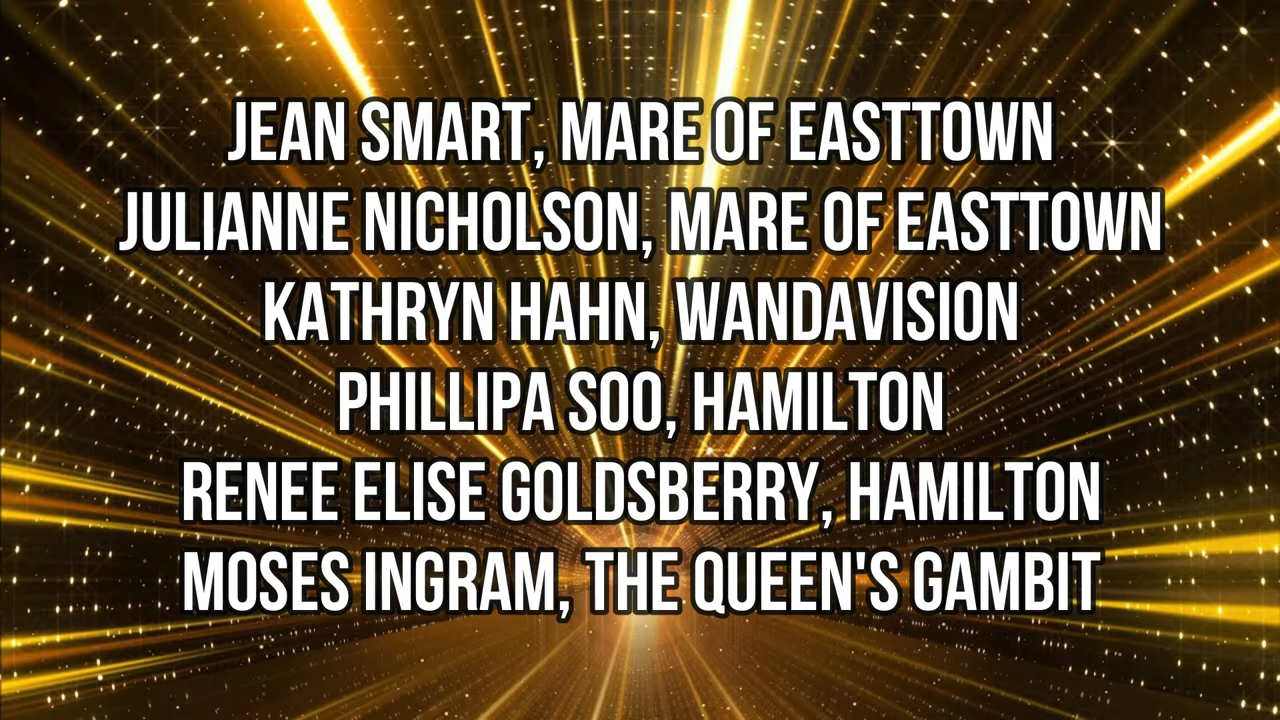 JEAN SMART, MARE OF EASTTOWN
JULIANNE NICHOLSON, MARE OF EASTTOWN
KATHRYN HAHN, WANDAVISION
PHILLIPA SOO, HAMILTON
RENEE ELISE GOLDSBERRY, HAMILTON
MOSES INGRAM, THE QUEEN'S GAMBIT